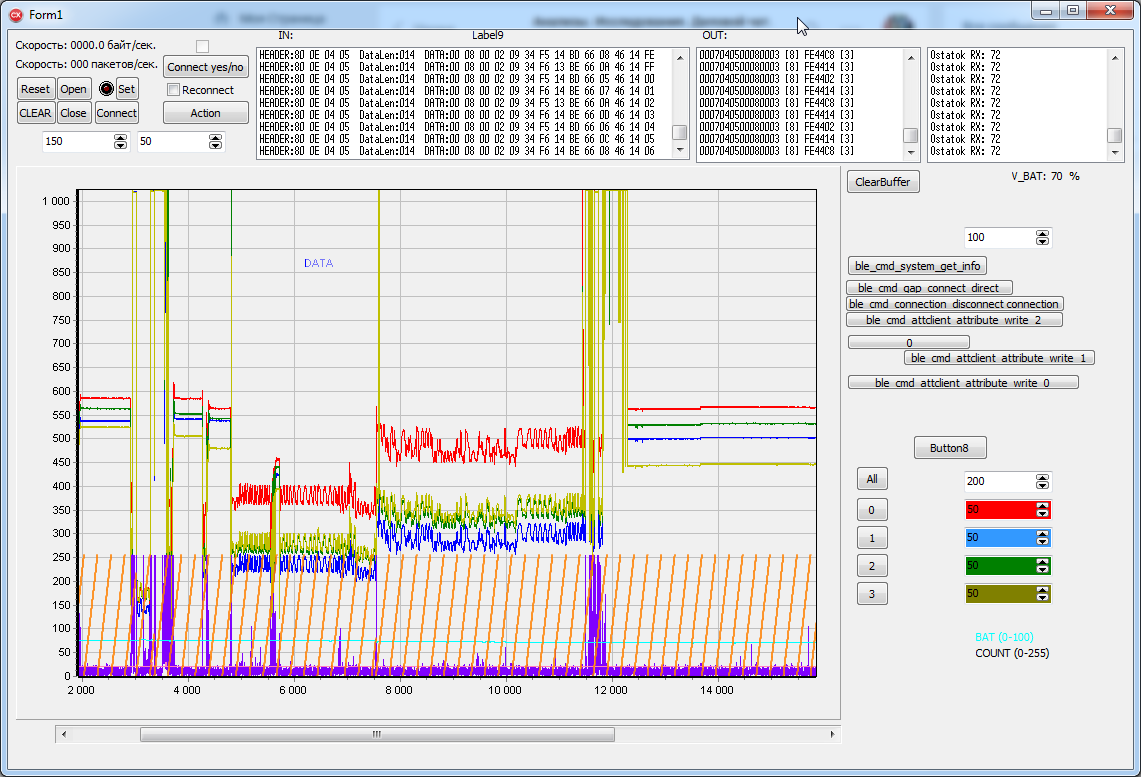 Form1
Скорость: 0000.0 байт/сек.
Скорость: 000 пакетов/сек.
Connect yes/no
Reset
Open
Set
Reconnect
CLEAR
Close
Connect
Action
150
50
IN:
Label9
HEADER:80 0E 04 05 DataLen:014 DATA:00 08 00 02 09 34 F5 14 BD 66 08 46 14 FE
HEADER:80 0E 04 05 DataLen:014 DATA:00 08 00 02 09 34 F6 13 BE 66 0A 46 14 FF
HEADER:80 0E 04 05 DataLen:014 DATA:00 08 00 02 09 34 F6 13 BD 66 05 46 14 00
HEADER:80 0E 04 05 DataLen:014 DATA:00 08 00 02 09 34 F6 14 BE 66 07 46 14 01
HEADER:80 0E 04 05 DataLen:014 DATA:00 08 00 02 09 34 F5 13 BE 66 0A 46 14 02
HEADER:80 0E 04 05 DataLen:014 DATA:00 08 00 02 09 34 F6 14 BE 66 0D 46 14 03
HEADER:80 0E 04 05 DataLen:014 DATA:00 08 00 02 09 34 F5 14 BD 66 06 46 14 04
HEADER:80 0E 04 05 DataLen:014 DATA:00 08 00 02 09 34 F6 14 BE 66 0C 46 14 05
HEADER:80 0E 04 05 DataLen:014 DATA:00 08 00 02 09 34 F6 14 BE 66 08 46 14 06
OUT:
0007040500080003 [8] FE44C8 [3]
0007040500080003 [8] FE4402 [3]
0007040500080003 [8] FE4414 [3]
0007040500080003 [8] FE4414 [3]
0007040500080003 [8] FE4402 [3]
0007040500080003 [8] FE4414 [3]
0007040500080003 [8] FE4402 [3]
0007040500080003 [8] FE4414 [3]
0007040500080003 [8] FE44C8 [3]
Ostatok RX: 72
Ostatok RX: 72
Ostatok RX: 72
Ostatok RX: 72
Ostatok RX: 72
Ostatok RX: 72
Ostatok RX: 72
Ostatok RX: 72
Ostatok RX: 72
ClearBuffer
V_BAT: 70 %
100
ble_cmd_system_get_info
ble_cmd_gap_connect_direct
ble_cmd_connection_disconnect connection
ble_cmd_attclient_attribute_write_2
0
ble_cmd_attclient_attribute_write_1
ble_cmd_attclient_attribute_write_0
Button8
All
200
0
50
1
50
2
50
3
50
BAT (0-100)
COUNT (0-255)
DATA
1 000
950
900
850
800
750
700
650
600
550
500
450
400
350
300
250
200
150
100
50
0
2 000
4 000
6 000
8 000
10 000
12 000
14 000